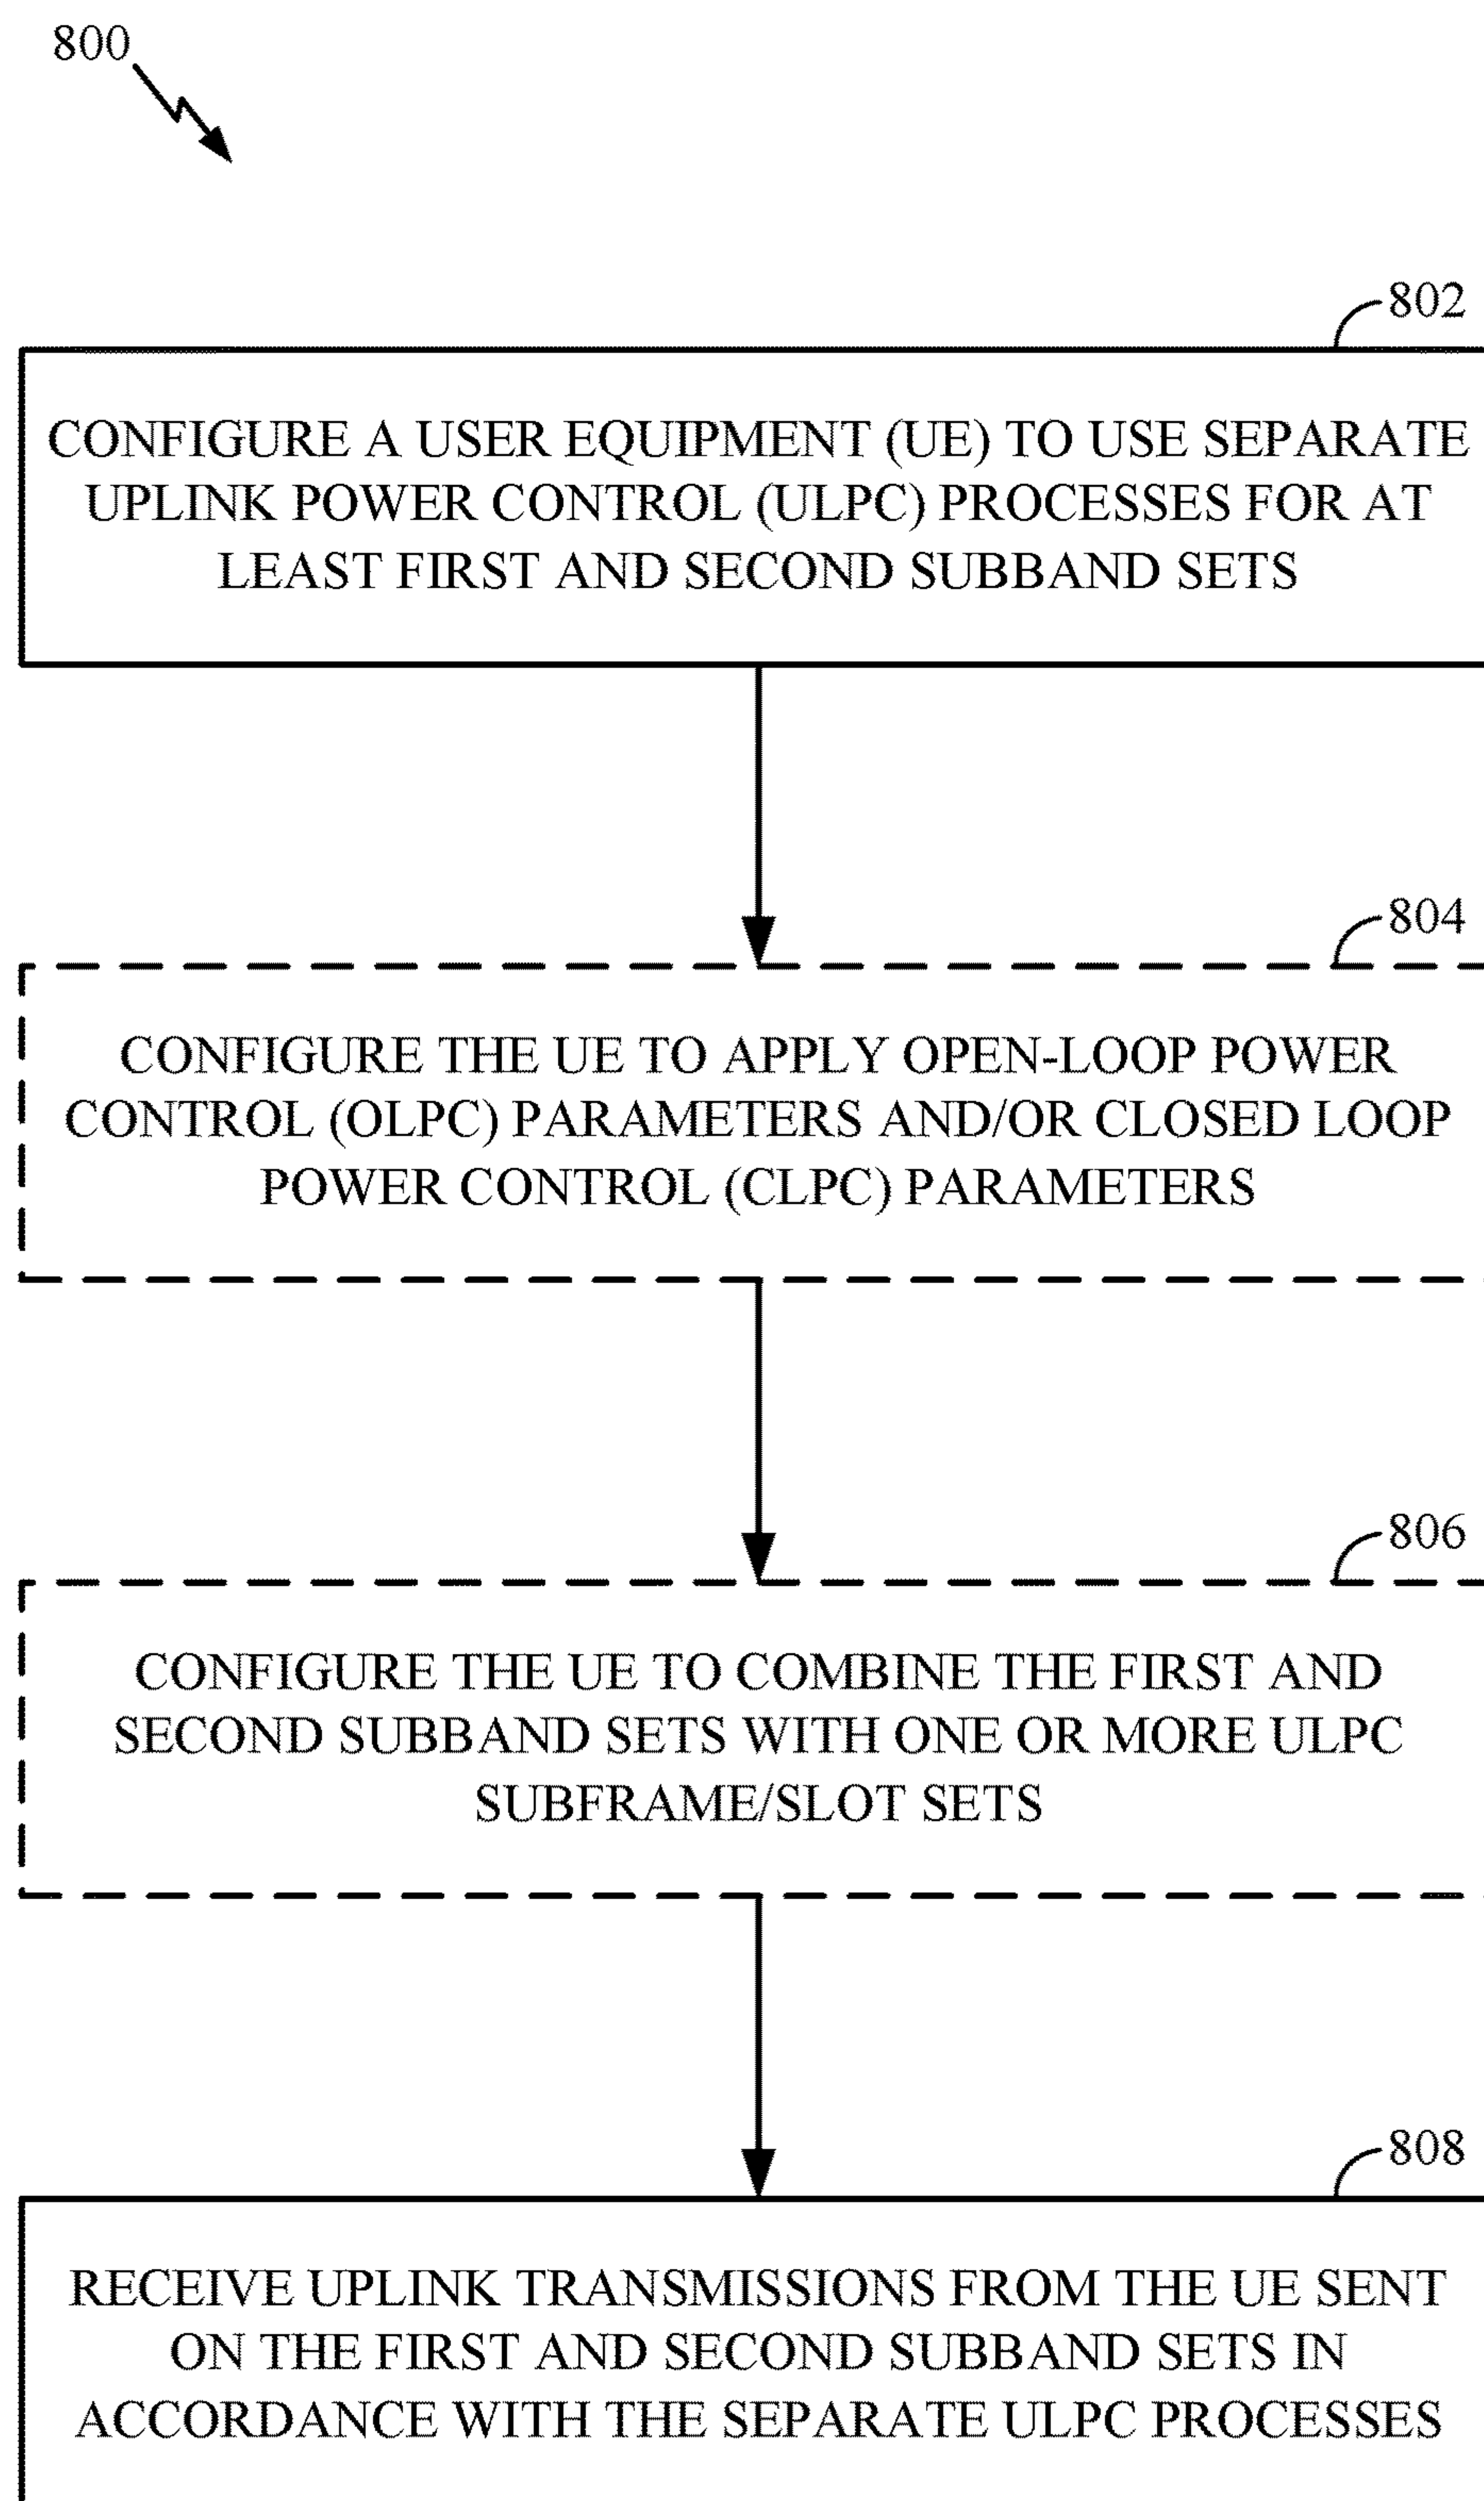 800
802
CONFIGURE A USER EQUIPMENT (UE) TO USE SEPARATE
UPLINK POWER CONTROL (ULPC) PROCESSES FOR AT
LEAST FIRST AND SECOND SUBBAND SETS
804
CONFIGURE THE UE TO APPLY OPEN-LOOP POWER
CONTROL (OLPC) PARAMETERS AND/OR CLOSED LOOP
POWER CONTROL (CLPC) PARAMETERS
806
CONFIGURE THE UE TO COMBINE THE FIRST AND
SECOND SUBBAND SETS WITH ONE OR MORE ULPC
SUBFRAME/SLOT SETS
808
RECEIVE UPLINK TRANSMISSIONS FROM THE UE SENT
ON THE FIRST AND SECOND SUBBAND SETS IN
ACCORDANCE WITH THE SEPARATE ULPC PROCESSES